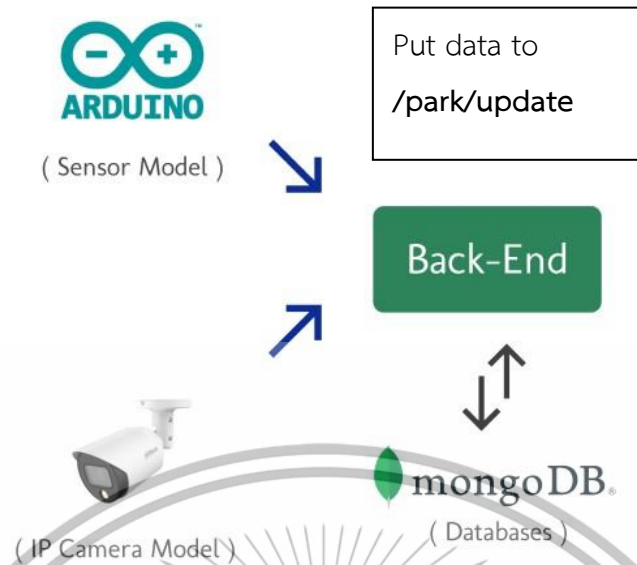 ARDUINO
( Sensor Model )
Put data to
/park/update
Back-End
mongoDB®
( Databases )
( IP Camera Model )